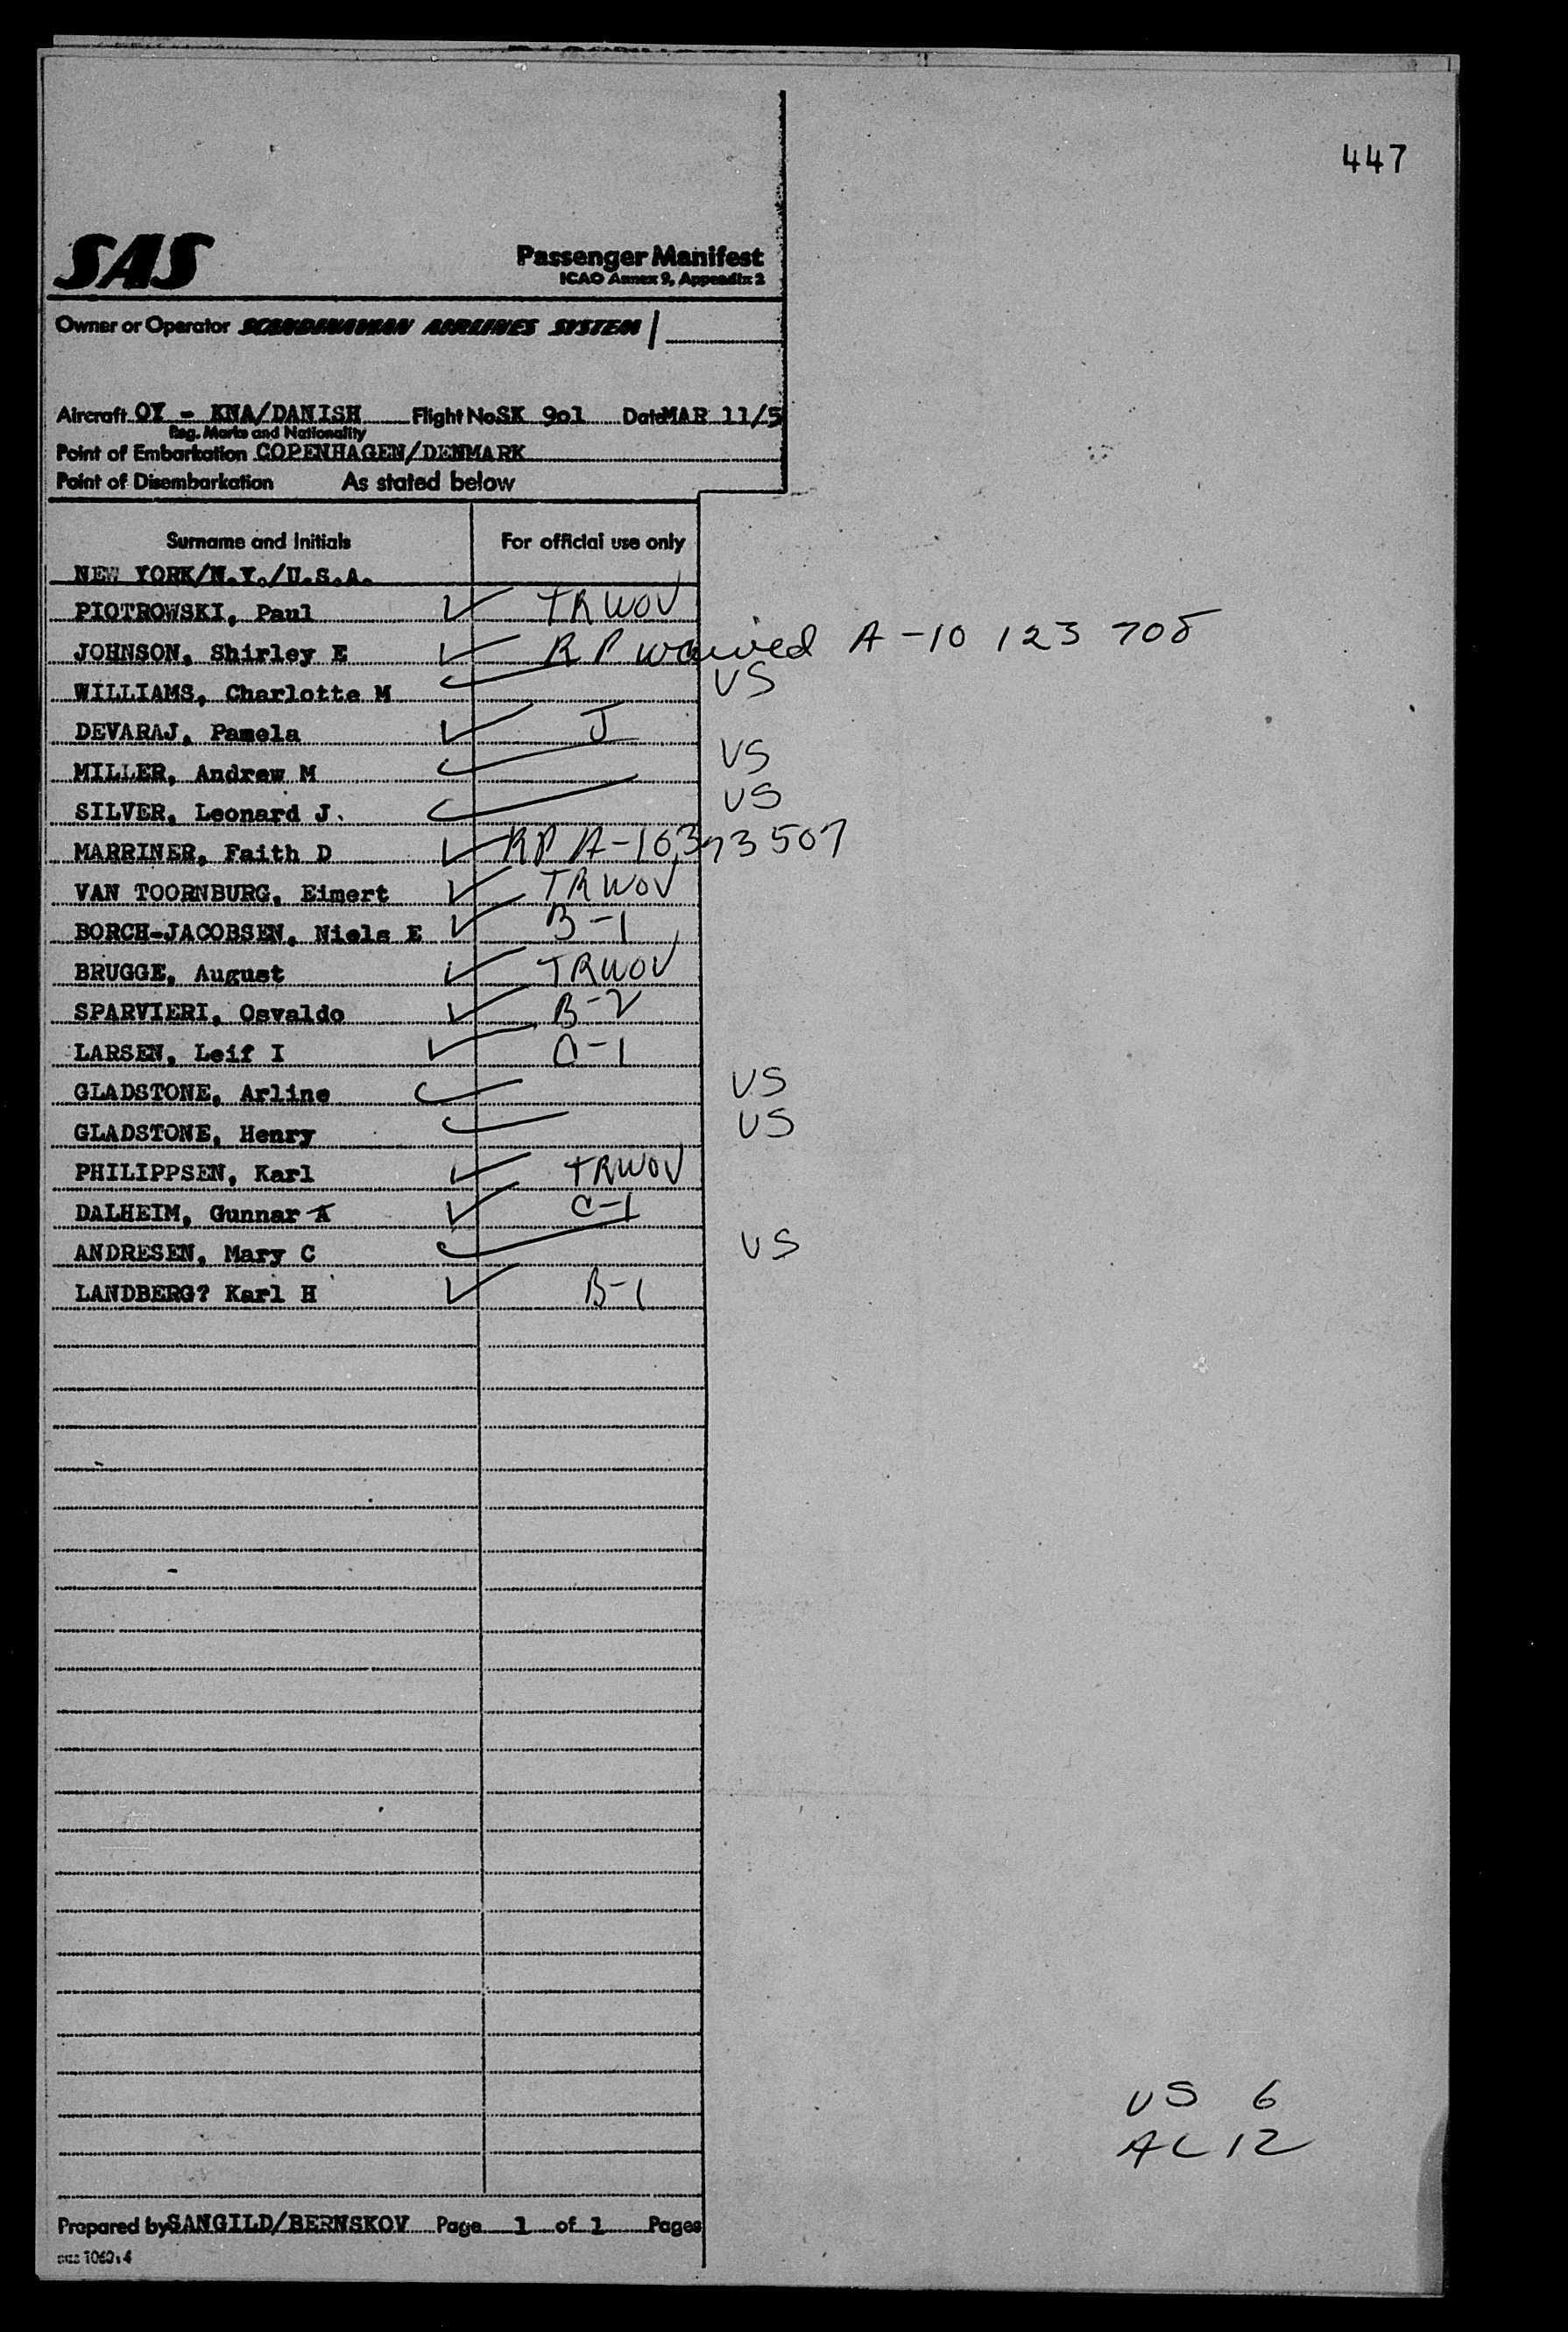 447
SAS
Passenger Manifest
ICAO Annex 9, Appendix 2
Owner or Operator SCANDINAVIAN AIRLINES SYSTEM
Aircraft OY - KNA/DANISH Flight No SK 901 Date MAR 11/5
Reg. Marks and Nationality
Point of Embarkation COPENHAGEN/DENMARK
Point of Disembarkation As stated below
Surname and Initials For official use only
NEW YORK/N.Y./U.S.A.
PIOTROWSKI, Paul ✓ TRWOV
JOHNSON, Shirley E ✓ RP waived A-10 123 708
WILLIAMS, Charlotte M US
DEVARAJ, Pamela ✓ J
MILLER, Andrew M US
SILVER, Leonard J. US
MARRINER, Faith D ✓ RP A-10373507
VAN TOORNBURG, Eimert ✓ TRWOV
BORCH-JACOBSEN, Niels E ✓ B-1
BRUGGE, August ✓ TRWOV
SPARVIERI, Osvaldo ✓ B-2
LARSEN, Leif I ✓
GLADSTONE, Arline US
GLADSTONE, Henry US
PHILIPPSEN, Karl ✓ TRWOV
DALHEIM, Gunnar A ✓ C-1
ANDRESEN, Mary C US
LANDBERG? Karl H ✓ B-1
US 6
AL 12
Prepared by SANGILD/BERNSKOV Page 1 of 1 Pages